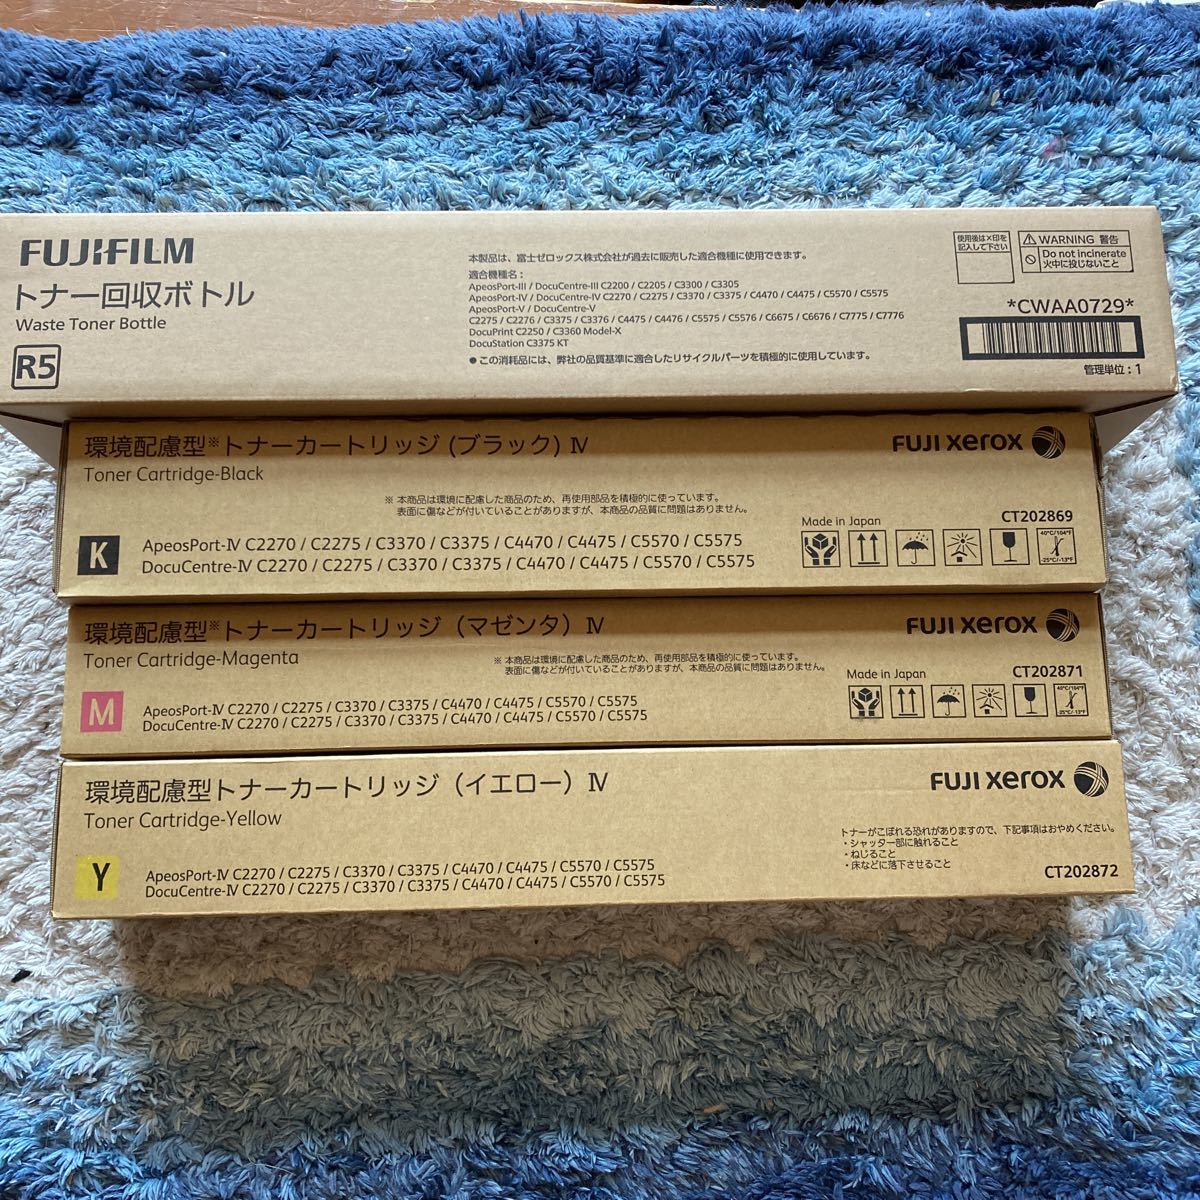 FUJIFILM
トナー回収ボトル
Waste Toner Bottle
R5
本製品は、富士ゼロックス株式会社が過去に販売した適合機種に使用できます。
適合機種名：
ApeosPort-III / DocuCentre-III C2200 / C2205 / C3300 / C3305
ApeosPort-IV / DocuCentre-IV C2270 / C2275 / C3370 / C3375 / C4470 / C4475 / C5570 / C5575
ApeosPort-V / DocuCentre-V
C2275 / C2276 / C3375 / C3376 / C4475 / C4476 / C5575 / C5576 / C6675 / C6676 / C7775 / C7776
DocuPrint C2250 / C3360 Model-X
DocuStation C3375 KT
● この消耗品には、弊社の品質基準に適合したリサイクルパーツを積極的に使用しています。
使用後は×印を
記入して下さい
WARNING 警告
Do not incinerate
火中に投じないこと
*CWAA0729*
管理単位：1
環境配慮型※トナーカートリッジ (ブラック) Ⅳ
Toner Cartridge-Black
FUJI xerox
※ 本商品は環境に配慮した商品のため、再使用部品を積極的に使っています。
表面に傷などが付いていることがありますが、本商品の品質に問題はありません。
Made in Japan
CT202869
K
ApeosPort-Ⅳ C2270 / C2275 / C3370 / C3375 / C4470 / C4475 / C5570 / C5575
DocuCentre-Ⅳ C2270 / C2275 / C3370 / C3375 / C4470 / C4475 / C5570 / C5575
40°C/104°F
-25°C/-13°F
環境配慮型※トナーカートリッジ（マゼンタ）Ⅳ
Toner Cartridge-Magenta
FUJI xerox
※ 本商品は環境に配慮した商品のため、再使用部品を積極的に使っています。
表面に傷などが付いていることがありますが、本商品の品質に問題はありません。
Made in Japan
CT202871
M
ApeosPort-Ⅳ C2270 / C2275 / C3370 / C3375 / C4470 / C4475 / C5570 / C5575
DocuCentre-Ⅳ C2270 / C2275 / C3370 / C3375 / C4470 / C4475 / C5570 / C5575
40°C/104°F
-25°C/-13°F
環境配慮型トナーカートリッジ（イエロー）Ⅳ
Toner Cartridge-Yellow
FUJI xerox
トナーがこぼれる恐れがありますので、下記事項はおやめください。
・シャッター部に触れること
・ねじること
・床などに落下させること
CT202872
Y
ApeosPort-Ⅳ C2270 / C2275 / C3370 / C3375 / C4470 / C4475 / C5570 / C5575
DocuCentre-Ⅳ C2270 / C2275 / C3370 / C3375 / C4470 / C4475 / C5570 / C5575